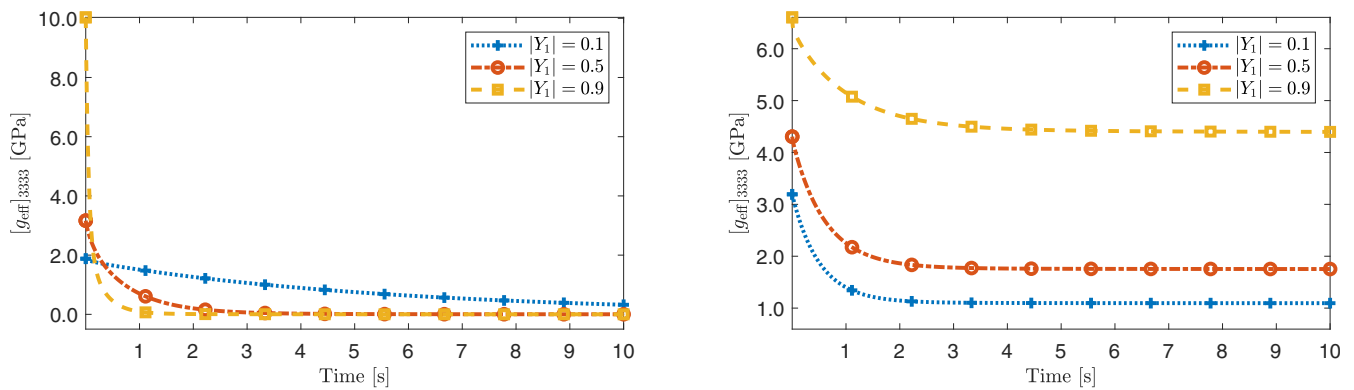 10.0
8.0
6.0
4.0
2.0
0.0
[g_eff]_3333 [GPa]
|Y_1| = 0.1
|Y_1| = 0.5
|Y_1| = 0.9
1 2 3 4 5 6 7 8 9 10
Time [s]
6.0
5.0
4.0
3.0
2.0
1.0
[g_eff]_3333 [GPa]
|Y_1| = 0.1
|Y_1| = 0.5
|Y_1| = 0.9
1 2 3 4 5 6 7 8 9 10
Time [s]